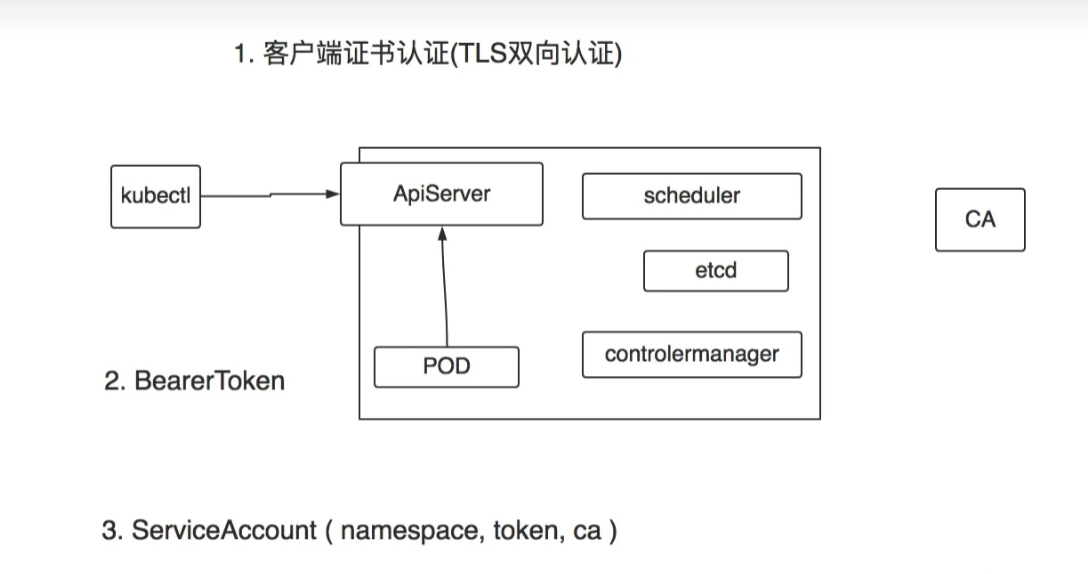 1. 客户端证书认证(TLS双向认证)
kubectl
ApiServer
scheduler
CA
etcd
controlermanager
POD
2. BearerToken
3. ServiceAccount ( namespace, token, ca )